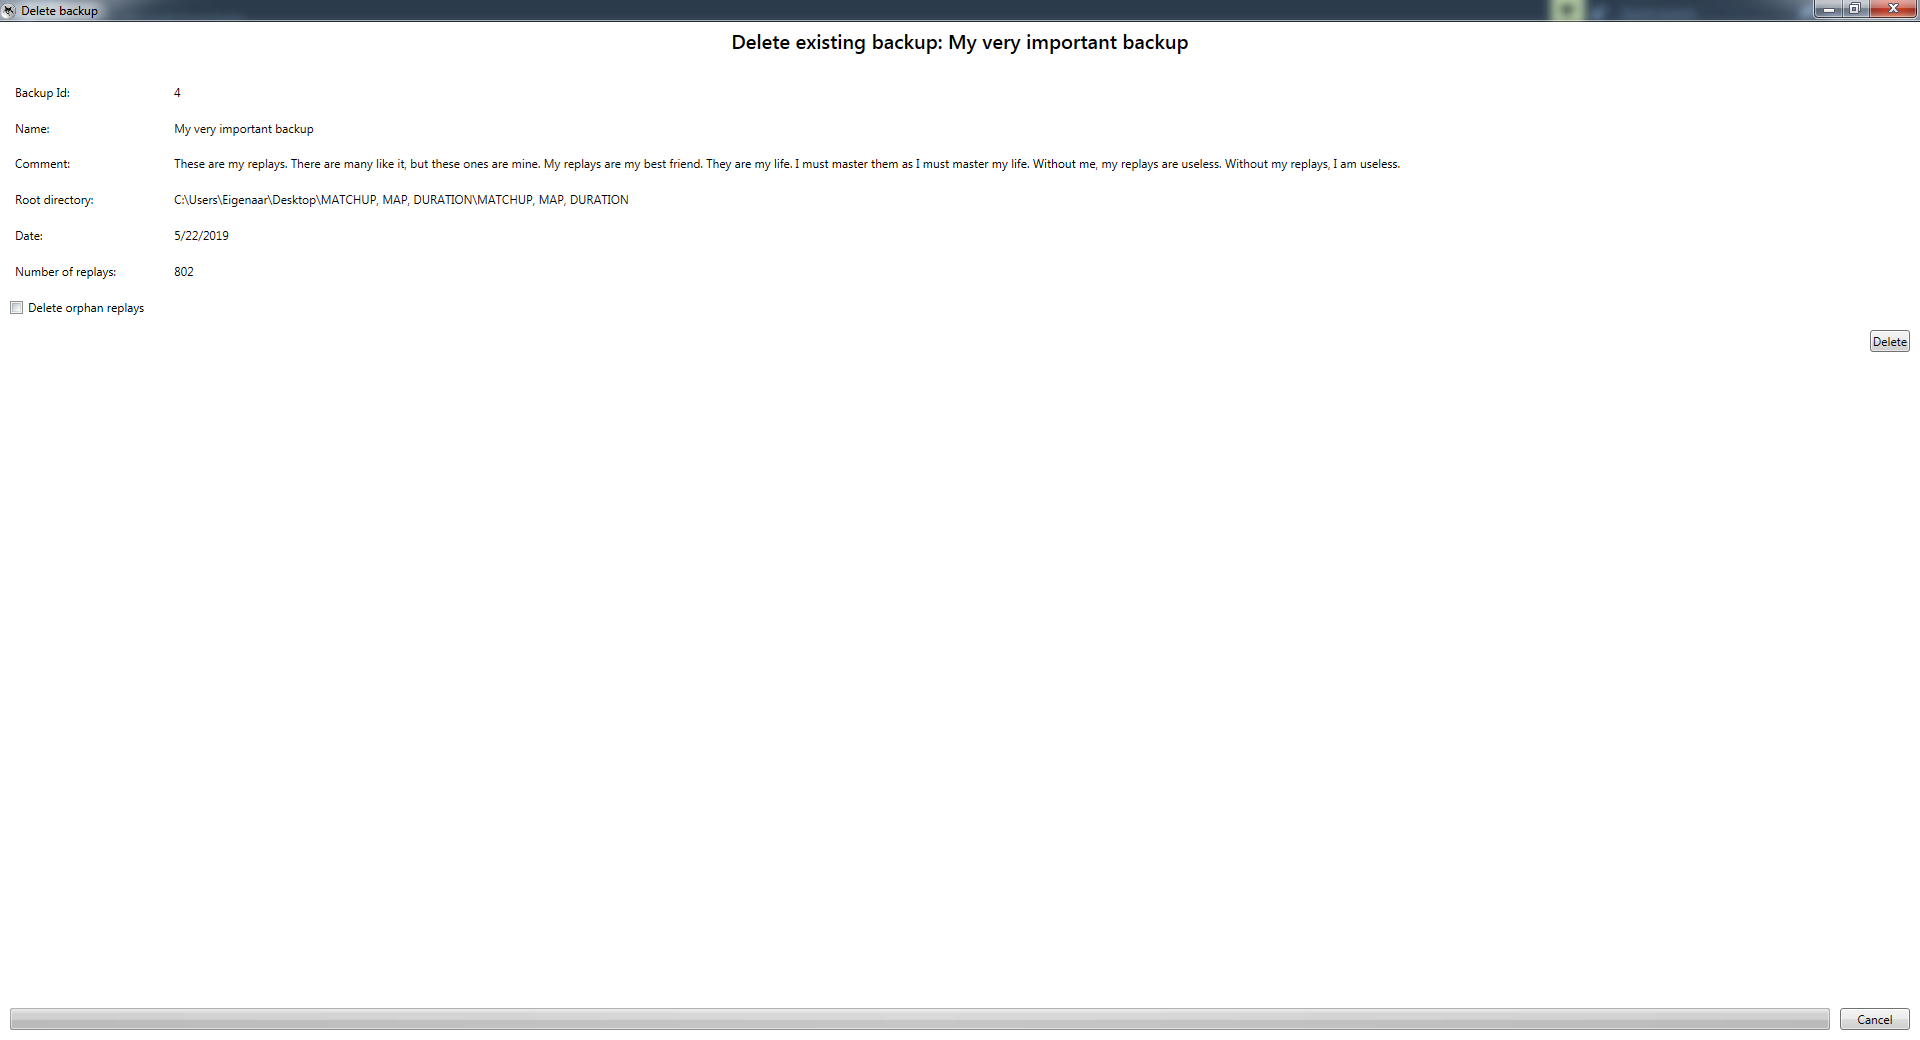 Delete backup
Delete existing backup: My very important backup
Backup Id: 4
Name: My very important backup
Comment: These are my replays. There are many like it, but these ones are mine. My replays are my best friend. They are my life. I must master them as I must master my life. Without me, my replays are useless. Without my replays, I am useless.
Root directory: C:\Users\Eigenaar\Desktop\MATCHUP, MAP, DURATION\MATCHUP, MAP, DURATION
Date: 5/22/2019
Number of replays: 802
Delete orphan replays
Delete
Cancel